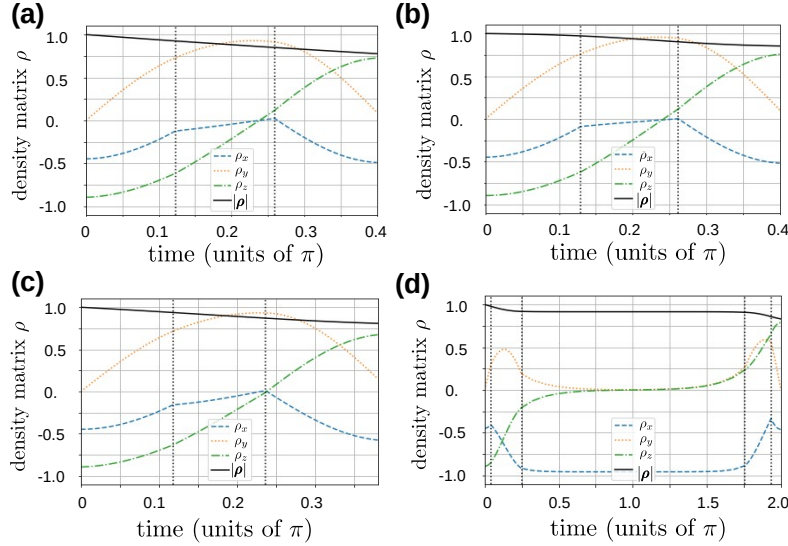 (a)
density matrix ρ
1.0
0.5
0.
-0.5
-1.0
ρx
ρy
ρz
|ρ|
0 0.1 0.2 0.3 0.4
time (units of π)
(b)
density matrix ρ
1.0
0.5
0.
-0.5
-1.0
ρx
ρy
ρz
|ρ|
0 0.1 0.2 0.3 0.4
time (units of π)
(c)
density matrix ρ
1.0
0.5
0.
-0.5
-1.0
ρx
ρy
ρz
|ρ|
0 0.1 0.2 0.3
time (units of π)
(d)
density matrix ρ
1.0
0.5
0.
-0.5
-1.0
ρx
ρy
ρz
|ρ|
0 0.5 1.0 1.5 2.0
time (units of π)